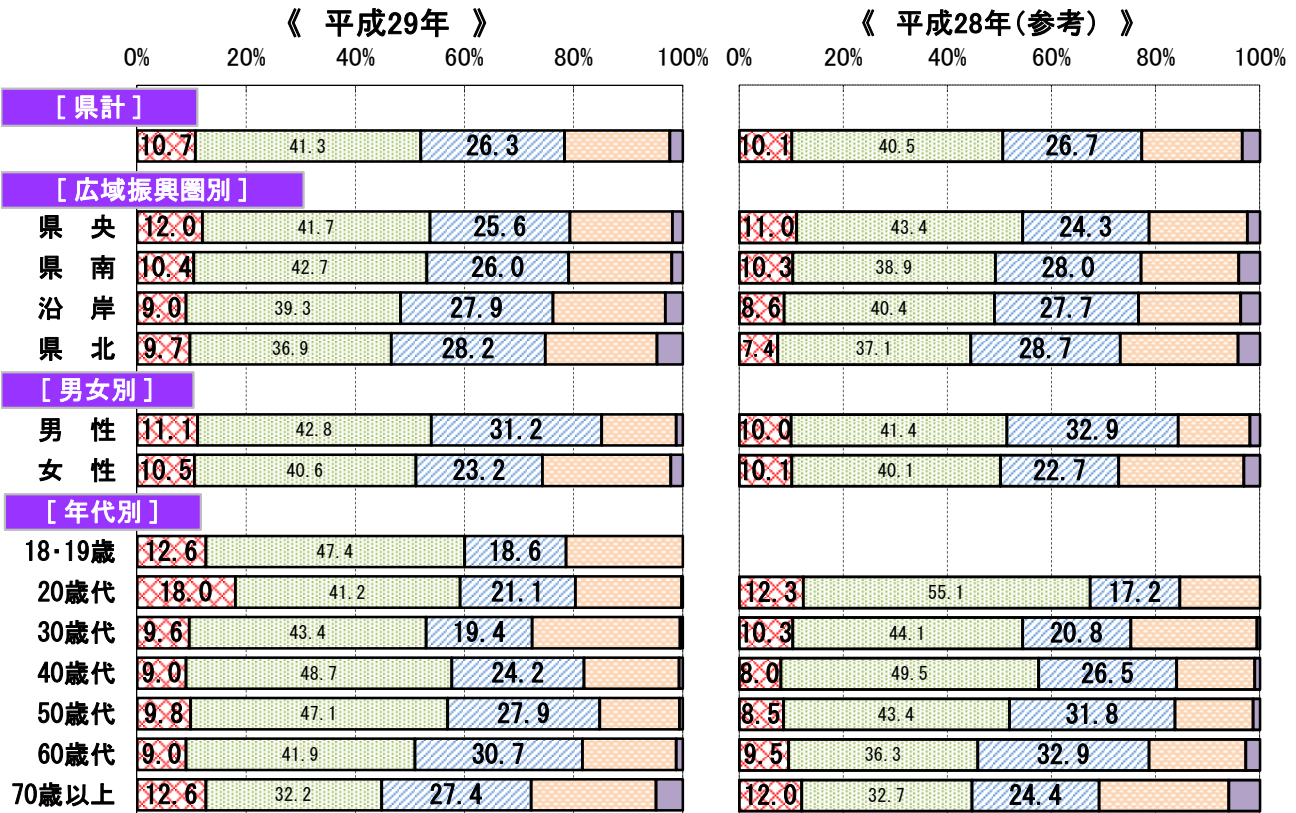 《 平成29年 》 《 平成28年(参考) 》
0% 20% 40% 60% 80% 100% 0% 20% 40% 60% 80% 100%
[ 県計 ]
10.7 41.3 26.3 10.1 40.5 26.7
[ 広域振興圏別 ]
県 央 12.0 41.7 25.6 11.0 43.4 24.3
県 南 10.4 42.7 26.0 10.3 38.9 28.0
沿 岸 9.0 39.3 27.9 8.6 40.4 27.7
県 北 9.7 36.9 28.2 7.4 37.1 28.7
[ 男女別 ]
男 性 11.1 42.8 31.2 10.0 41.4 32.9
女 性 10.5 40.6 23.2 10.1 40.1 22.7
[ 年代別 ]
18・19歳 12.6 47.4 18.6
20歳代 18.0 41.2 21.1 12.3 55.1 17.2
30歳代 9.6 43.4 19.4 10.3 44.1 20.8
40歳代 9.0 48.7 24.2 8.0 49.5 26.5
50歳代 9.8 47.1 27.9 8.5 43.4 31.8
60歳代 9.0 41.9 30.7 9.5 36.3 32.9
70歳以上 12.6 32.2 27.4 12.0 32.7 24.4